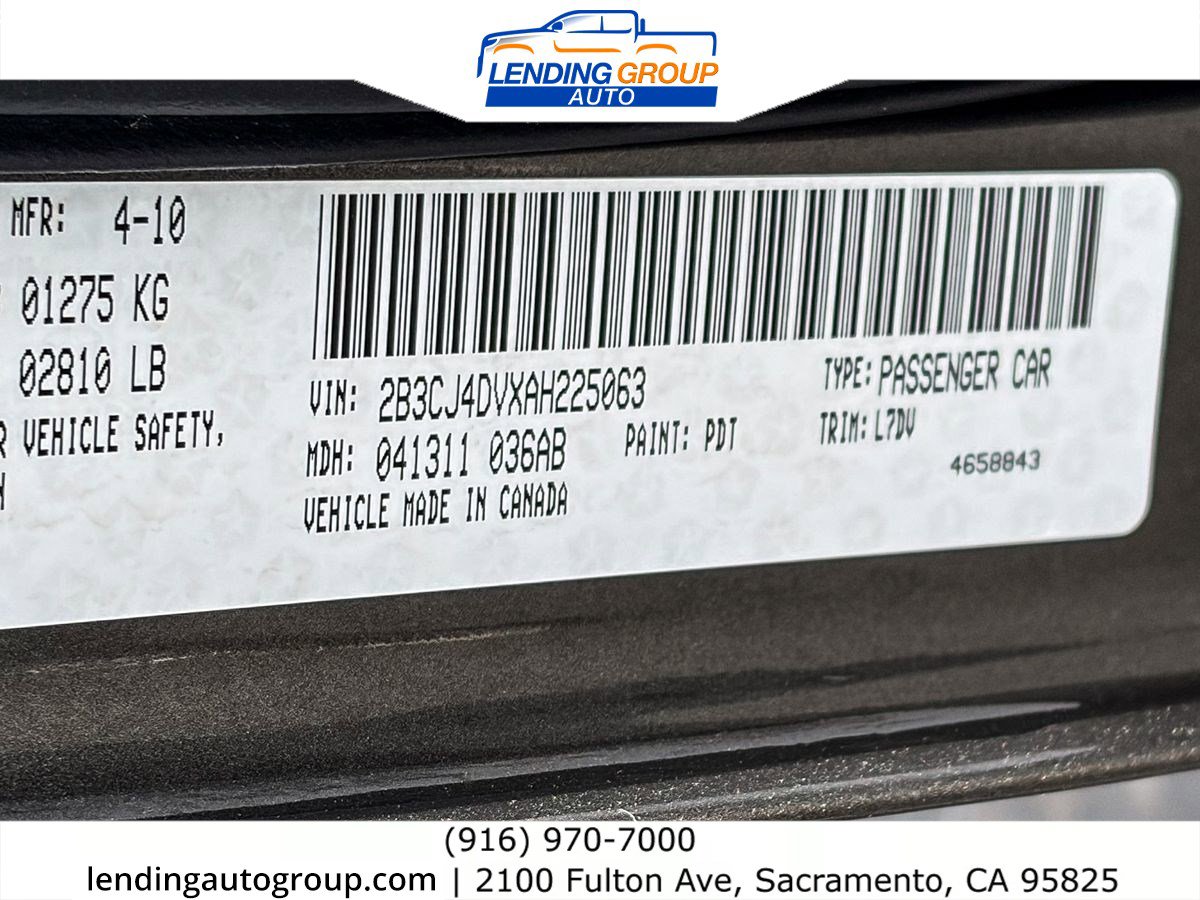 LENDING GROUP
AUTO
MFR: 4-10
01275 KG
02810 LB
VEHICLE SAFETY,
VIN: 2B3CJ4DVXAH225063
TYPE: PASSENGER CAR
MDH: 041311 036AB
PAINT: PDT
TRIM: L7DV
4658843
VEHICLE MADE IN CANADA
(916) 970-7000
lendingautogroup.com | 2100 Fulton Ave, Sacramento, CA 95825